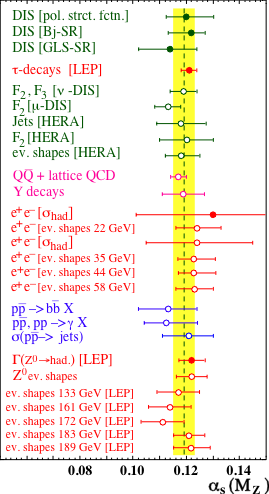 DIS [pol. strct. fctn.]
DIS [Bj-SR]
DIS [GLS-SR]
τ-decays [LEP]
F₂, F₃ [ν -DIS]
F₂ [μ-DIS]
Jets [HERA]
F₂ [HERA]
ev. shapes [HERA]
QQ̅ + lattice QCD
Υ decays
e⁺e⁻[σ_had]
e⁺e⁻[ev. shapes 22 GeV]
e⁺e⁻[σ_had]
e⁺e⁻[ev. shapes 35 GeV]
e⁺e⁻[ev. shapes 44 GeV]
e⁺e⁻[ev. shapes 58 GeV]
pp̅ -> bb̅ X
pp̅, pp -> γ X
σ(pp̅ -> jets)
Γ(Z⁰->had.) [LEP]
Z⁰ ev. shapes
ev. shapes 133 GeV [LEP]
ev. shapes 161 GeV [LEP]
ev. shapes 172 GeV [LEP]
ev. shapes 183 GeV [LEP]
ev. shapes 189 GeV [LEP]
0.08 0.10 0.12 0.14
αₛ (M_Z)